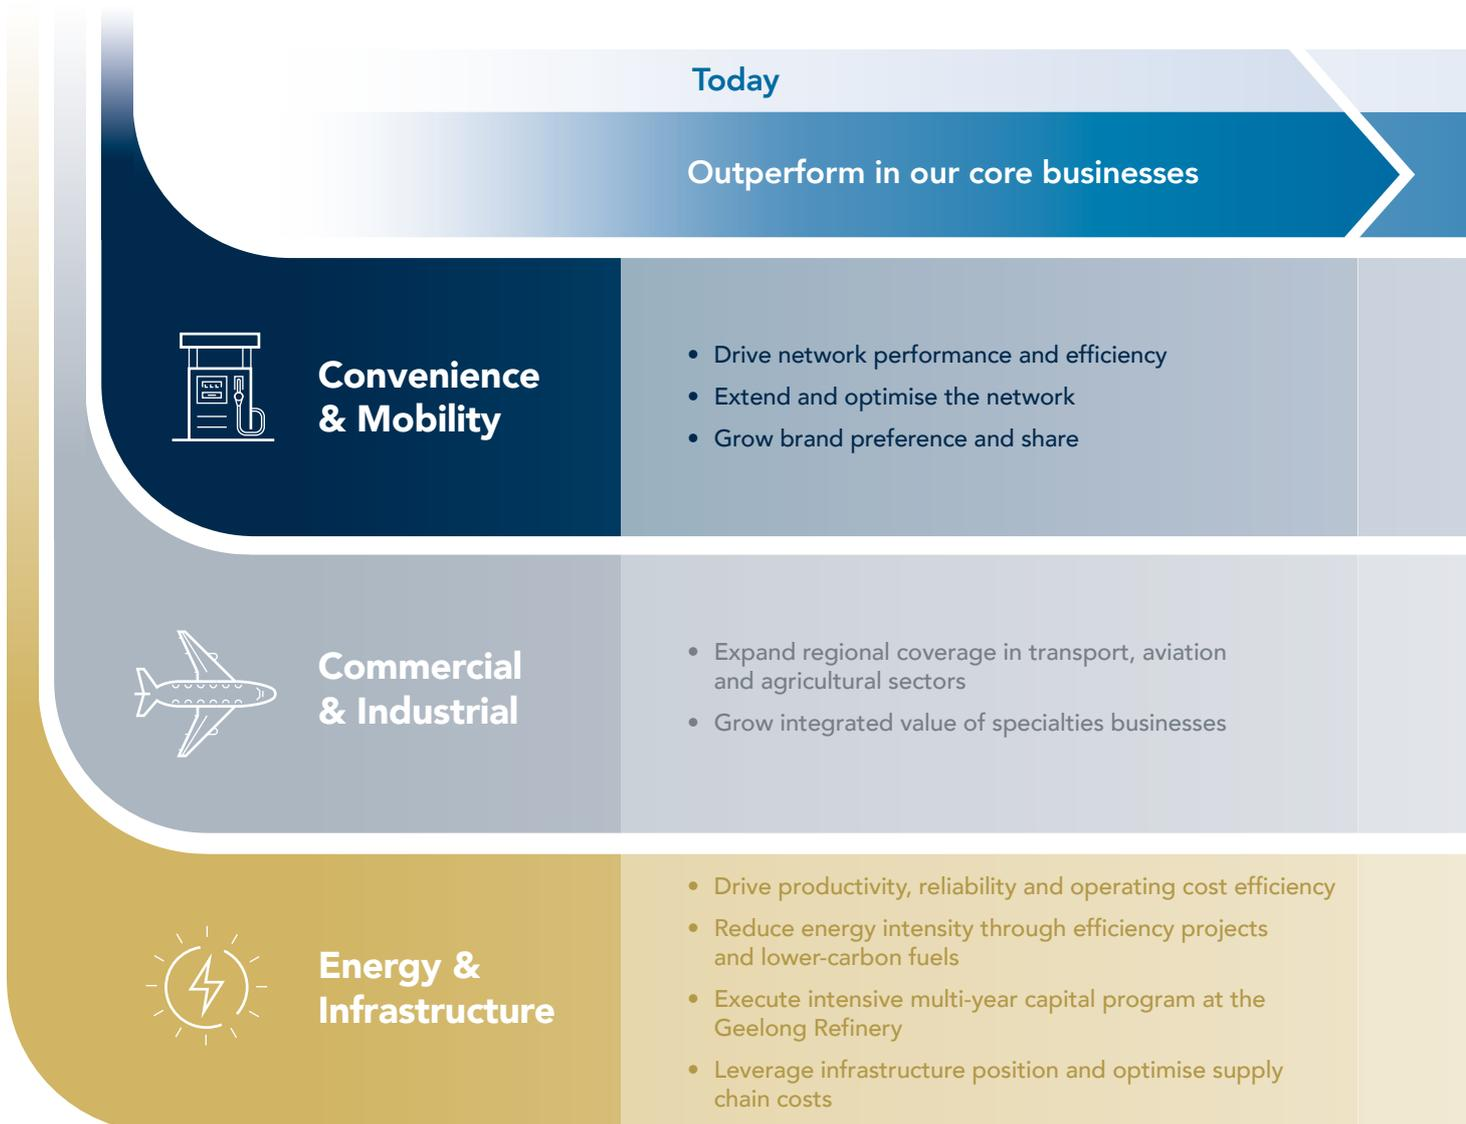 Today
Outperform in our core businesses
Convenience
& Mobility
• Drive network performance and efficiency
• Extend and optimise the network
• Grow brand preference and share
Commercial
& Industrial
• Expand regional coverage in transport, aviation
and agricultural sectors
• Grow integrated value of specialties businesses
Energy &
Infrastructure
• Drive productivity, reliability and operating cost efficiency
• Reduce energy intensity through efficiency projects
and lower-carbon fuels
• Execute intensive multi-year capital program at the
Geelong Refinery
• Leverage infrastructure position and optimise supply
chain costs